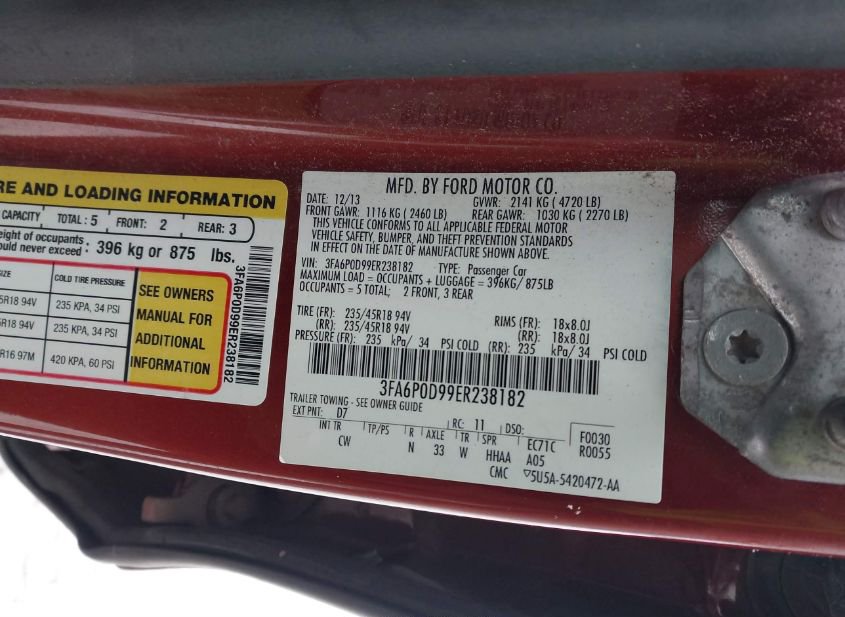 RE AND LOADING INFORMATION
CAPACITY TOTAL : 5 FRONT: 2 REAR: 3
eight of occupants
ould never exceed : 396 kg or 875 lbs.
SIZE COLD TIRE PRESSURE
5R18 94V 235 KPA, 34 PSI
R18 94V 235 KPA, 34 PSI
R16 97M 420 KPA, 60 PSI
SEE OWNERS
MANUAL FOR
ADDITIONAL
INFORMATION
3FA6P0D99ER238182
MFD. BY FORD MOTOR CO.
DATE: 12/13 GVWR: 2141 KG ( 4720 LB)
FRONT GAWR: 1116 KG ( 2460 LB) REAR GAWR: 1030 KG ( 2270 LB)
THIS VEHICLE CONFORMS TO ALL APPLICABLE FEDERAL MOTOR
VEHICLE SAFETY, BUMPER, AND THEFT PREVENTION STANDARDS
IN EFFECT ON THE DATE OF MANUFACTURE SHOWN ABOVE.
VIN: 3FA6P0D99ER238182 TYPE: Passenger Car
MAXIMUM LOAD = OCCUPANTS + LUGGAGE = 396KG/ 875LB
OCCUPANTS = 5 TOTAL; 2 FRONT, 3 REAR
TIRE (FR): 235/45R18 94V RIMS (FR): 18x8.0J
(RR): 235/45R18 94V (RR): 18x8.0J
PRESSURE (FR): 235 kPa/ 34 PSI COLD (RR): 235 kPa/ 34 PSI COLD
3FA6P0D99ER238182
TRAILER TOWING - SEE OWNER GUIDE
EXT PNT: D7 RC: 11 DSO:
INT TR TP/PS R AXLE TR SPR EC71C F0030
CW N 33 W HHAA A05 R0055
CMC ▽5U5A-5420472-AA